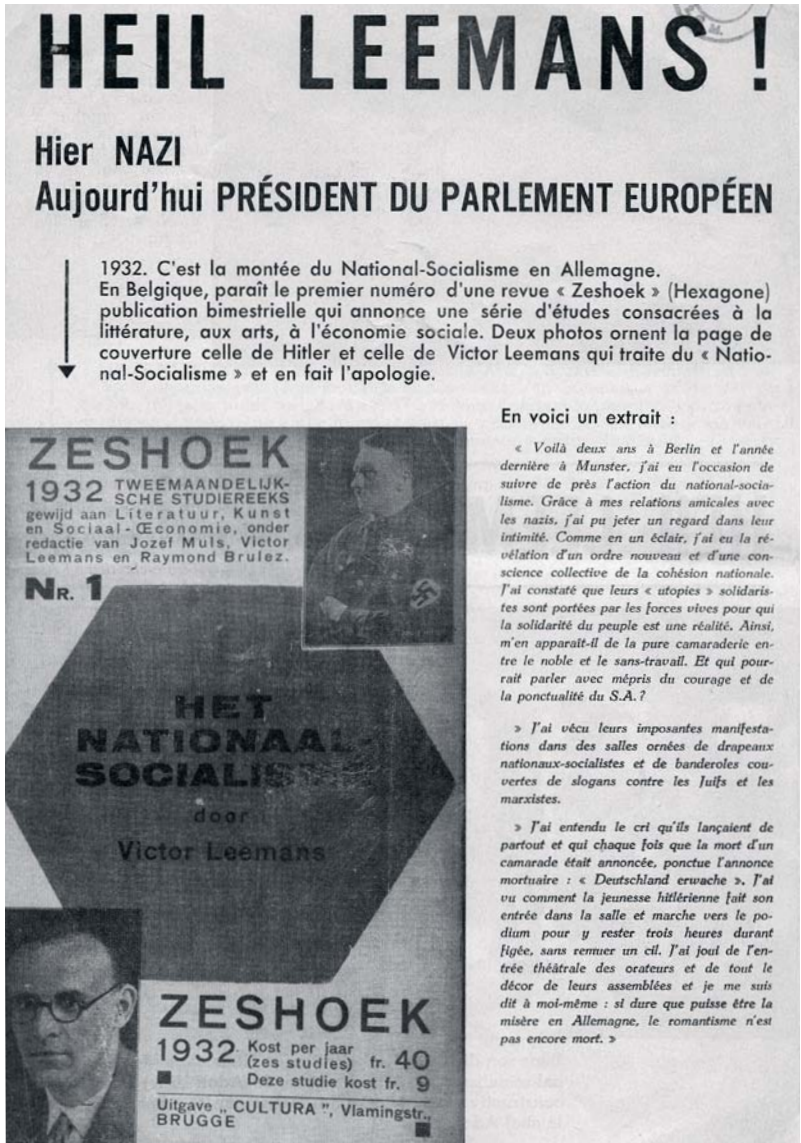 HEIL LEEMANS !
Hier NAZI
Aujourd'hui PRÉSIDENT DU PARLEMENT EUROPÉEN
1932. C'est la montée du National-Socialisme en Allemagne.
En Belgique, paraît le premier numéro d'une revue « Zeshoek » (Hexagone)
publication bimestrielle qui annonce une série d'études consacrées à la
littérature, aux arts, à l'économie sociale. Deux photos ornent la page de
couverture celle de Hitler et celle de Victor Leemans qui traite du « Natio-
nal-Socialisme » et en fait l'apologie.
ZESHOEK
1932 TWEEMAANDELIJK-
SCHE STUDIEREEKS
gewijd aan Literatuur, Kunst
en Sociaal-Œconomie, onder
redactie van Jozef Muls, Victor
Leemans en Raymond Brulez.
NR. 1
HET
NATIONAAL-
SOCIALISME
door
Victor Leemans
ZESHOEK
1932 Kost per jaar
(zes studies) fr. 40
Deze studie kost fr. 9
Uitgave „ CULTURA ", Vlamingstr.,
BRUGGE
En voici un extrait :
« Voilà deux ans à Berlin et l'année
dernière à Munster, j'ai eu l'occasion de
suivre de près l'action du national-socia-
lisme. Grâce à mes relations amicales avec
les nazis, j'ai pu jeter un regard dans leur
intimité. Comme en un éclair, j'ai eu la ré-
vélation d'un ordre nouveau et d'une con-
science collective de la cohésion nationale.
J'ai constaté que leurs « utopies » solidaris-
tes sont portées par les forces vives pour qui
la solidarité du peuple est une réalité. Ainsi,
m'en apparaît-il de la pure camaraderie en-
tre le noble et le sans-travail. Et qui pour-
rait parler avec mépris du courage et de
la ponctualité du S.A. ?
» J'ai vécu leurs imposantes manifesta-
tions dans des salles ornées de drapeaux
nationaux-socialistes et de banderoles cou-
vertes de slogans contre les Juifs et les
marxistes.
» J'ai entendu le cri qu'ils lançaient de
partout et qui chaque fois que la mort d'un
camarade était annoncée, ponctue l'annonce
mortuaire : « Deutschland erwache ». J'ai
vu comment la jeunesse hitlérienne fait son
entrée dans la salle et marche vers le po-
dium pour y rester trois heures durant
figée, sans remuer un cil. J'ai joui de l'en-
trée théâtrale des orateurs et de tout le
décor de leurs assemblées et je me suis
dit à moi-même : si dure que puisse être la
misère en Allemagne, le romantisme n'est
pas encore mort. »